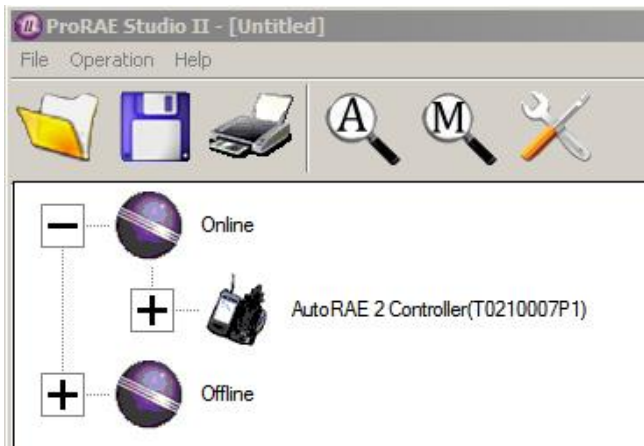 ProRAE Studio II - [Untitled]
File Operation Help
A M
Online
AutoRAE 2 Controller(T0210007P1)
Offline